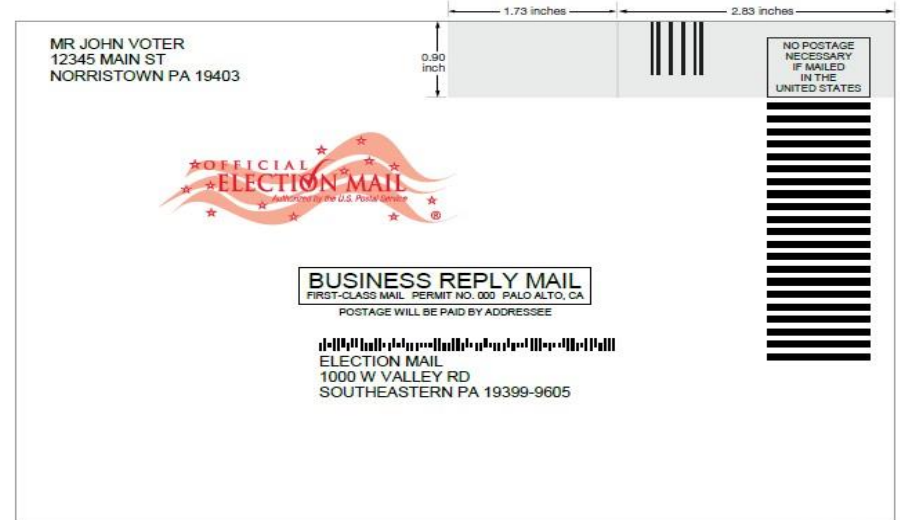 1.73 inches
2.83 inches
0.90
inch
MR JOHN VOTER
12345 MAIN ST
NORRISTOWN PA 19403
NO POSTAGE
NECESSARY
IF MAILED
IN THE
UNITED STATES
OFFICIAL
ELECTION MAIL
Authorized by the U.S. Postal Service
®
BUSINESS REPLY MAIL
FIRST-CLASS MAIL PERMIT NO. 000 PALO ALTO, CA
POSTAGE WILL BE PAID BY ADDRESSEE
ELECTION MAIL
1000 W VALLEY RD
SOUTHEASTERN PA 19399-9605